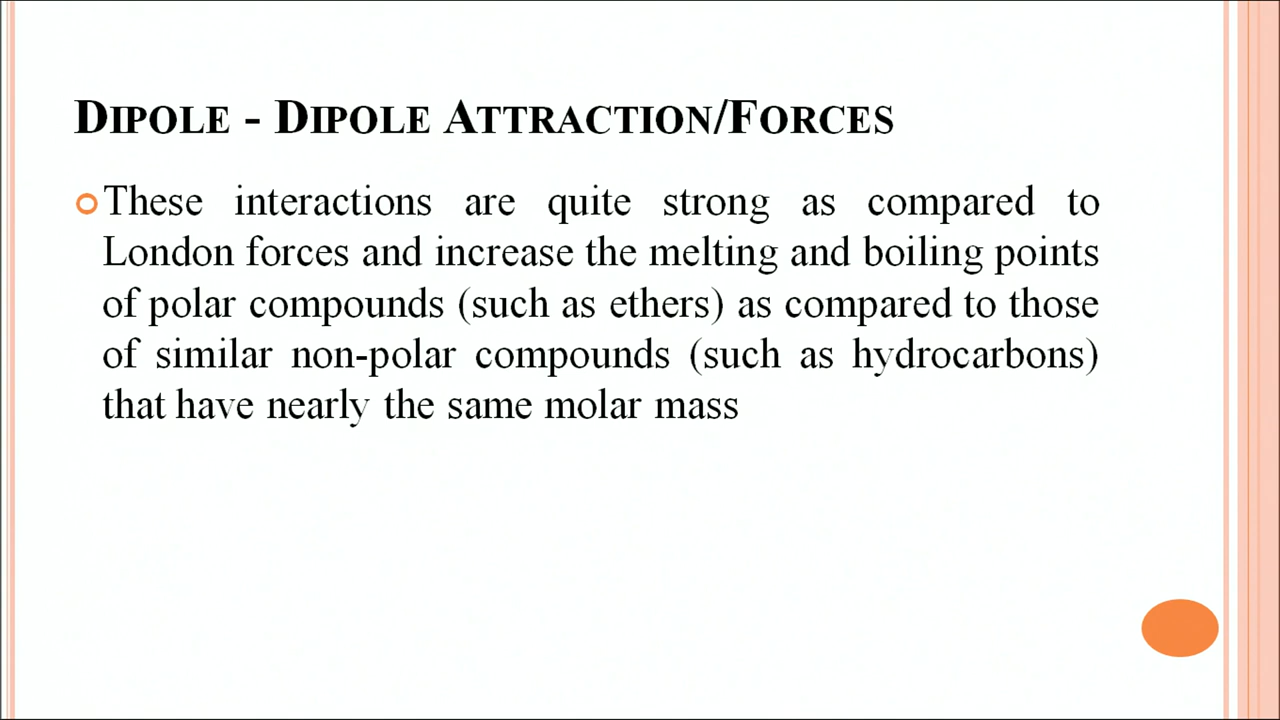 DIPOLE - DIPOLE ATTRACTION/FORCES
These interactions are quite strong as compared to
London forces and increase the melting and boiling points
of polar compounds (such as ethers) as compared to those
of similar non-polar compounds (such as hydrocarbons)
that have nearly the same molar mass